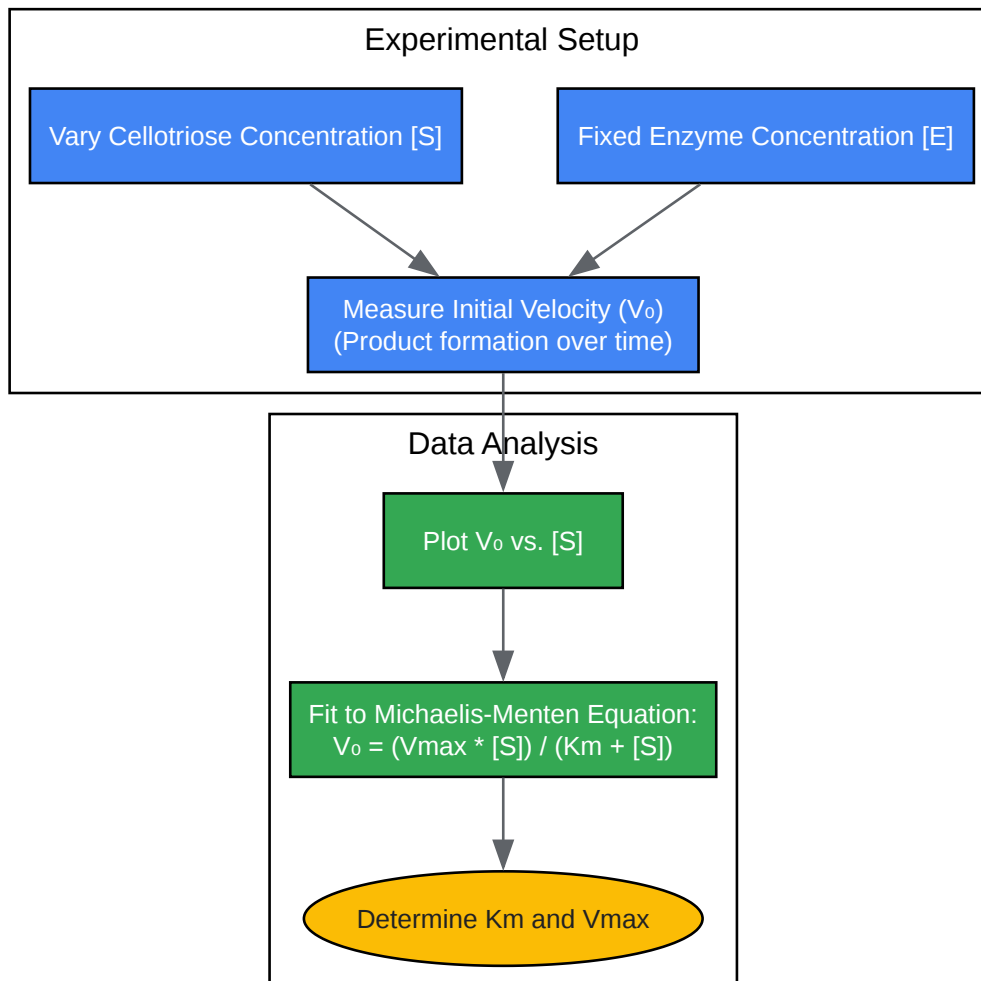 Experimental Setup
Vary Cellotriose Concentration [S]
Fixed Enzyme Concentration [E]
Measure Initial Velocity (V₀)
(Product formation over time)
Data Analysis
Plot V₀ vs. [S]
Fit to Michaelis-Menten Equation:
V₀ = (Vmax * [S]) / (Km + [S])
Determine Km and Vmax